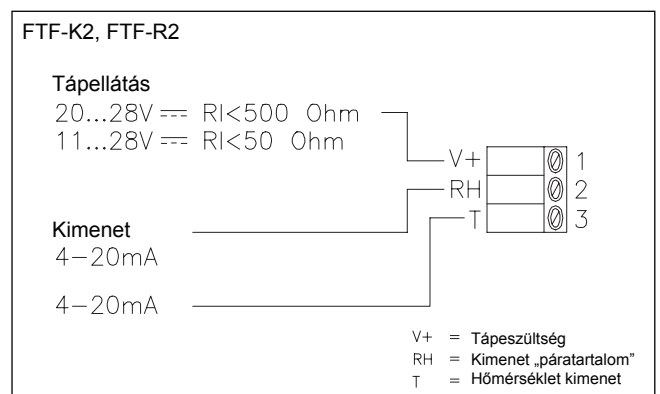 FTF-K2, FTF-R2
Tápellátás
20...28V ⎓ RI<500 Ohm
11...28V ⎓ RI<50 Ohm
V+ 1
RH 2
T 3
Kimenet
4-20mA
4-20mA
V+ = Tápeszültség
RH = Kimenet „páratartalom”
T = Hőmérséklet kimenet